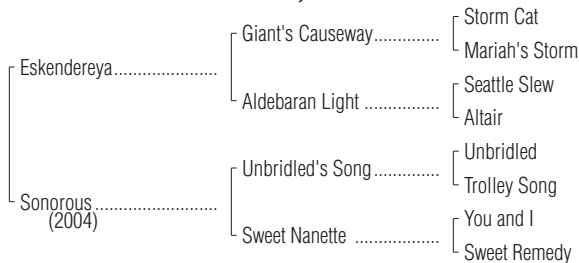 Storm Cat
Giant's Causeway..............
Mariah's Storm
Eskendereya......................
Seattle Slew
Aldebaran Light ................
Altair
Unbridled
Unbridled's Song..............
Trolley Song
Sonorous ..........................
(2004)
You and I
Sweet Nanette ..................
Sweet Remedy